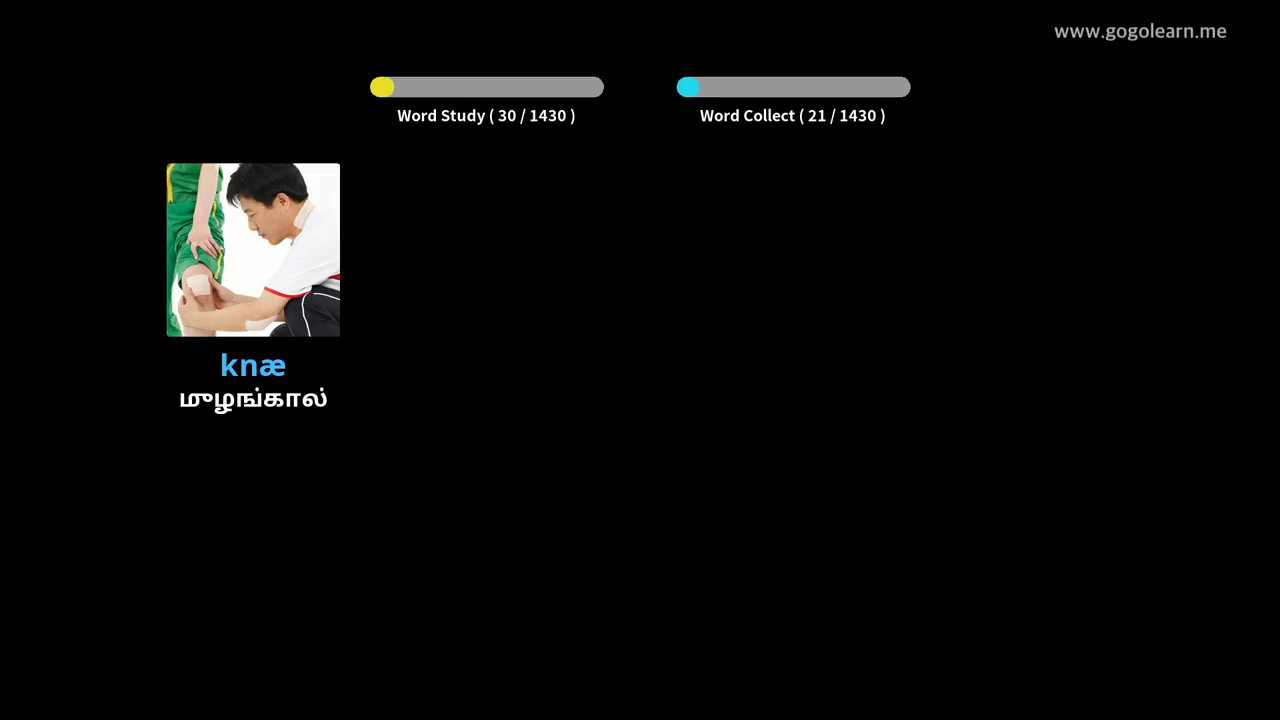 www.gogolearn.me
Word Study ( 30 / 1430 )
Word Collect ( 21 / 1430 )
knæ
முழங்கால்